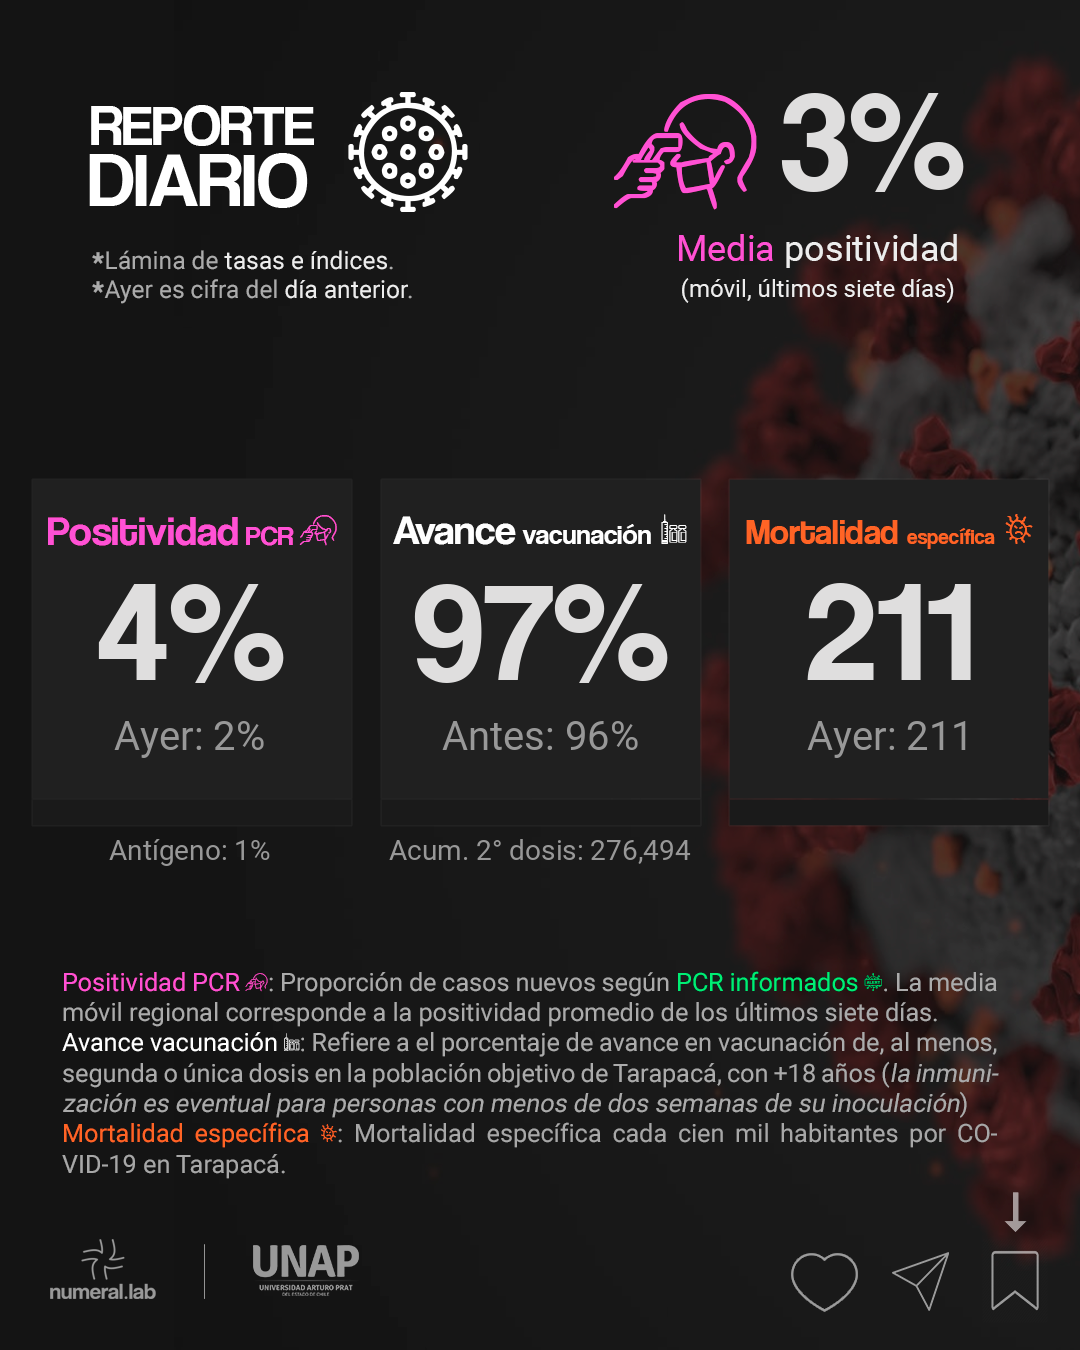 REPORTE
DIARIO
*Lámina de tasas e índices.
*Ayer es cifra del día anterior.
3%
Media positividad
(móvil, últimos siete días)
Positividad PCR
4%
Ayer: 2%
Antígeno: 1%
Avance vacunación
97%
Antes: 96%
Acum. 2° dosis: 276,494
Mortalidad específica
211
Ayer: 211
Positividad PCR : Proporción de casos nuevos según PCR informados . La media
móvil regional corresponde a la positividad promedio de los últimos siete días.
Avance vacunación : Refiere a el porcentaje de avance en vacunación de, al menos,
segunda o única dosis en la población objetivo de Tarapacá, con +18 años (la inmuni-
zación es eventual para personas con menos de dos semanas de su inoculación)
Mortalidad específica : Mortalidad específica cada cien mil habitantes por CO-
VID-19 en Tarapacá.
numeral.lab
UNAP
UNIVERSIDAD ARTURO PRAT
DEL ESTADO DE CHILE